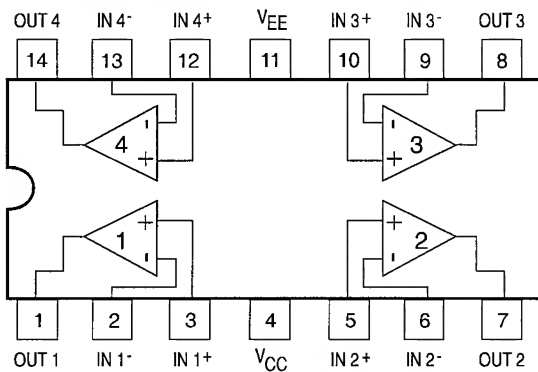 OUT 4 IN 4- IN 4+ VEE IN 3+ IN 3- OUT 3
14 13 12 11 10 9 8
- -
4 3
+ +
+ +
1 2
- -
1 2 3 4 5 6 7
OUT 1 IN 1- IN 1+ VCC IN 2+ IN 2- OUT 2